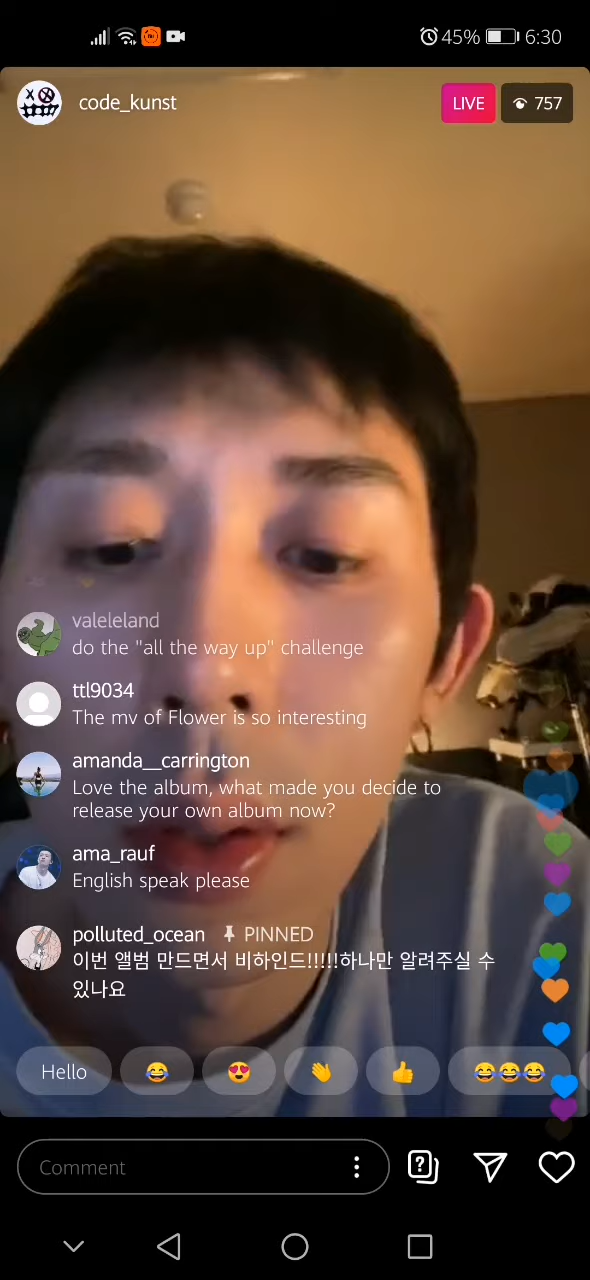 45% 6:30
code_kunst LIVE 757
valeleland
do the "all the way up" challenge
ttl9034
The mv of Flower is so interesting
amanda__carrington
Love the album, what made you decide to
release your own album now?
ama_rauf
English speak please
polluted_ocean PINNED
이번 앨범 만드면서 비하인드!!!!!하나만 알려주실 수
있나요
Hello
Comment